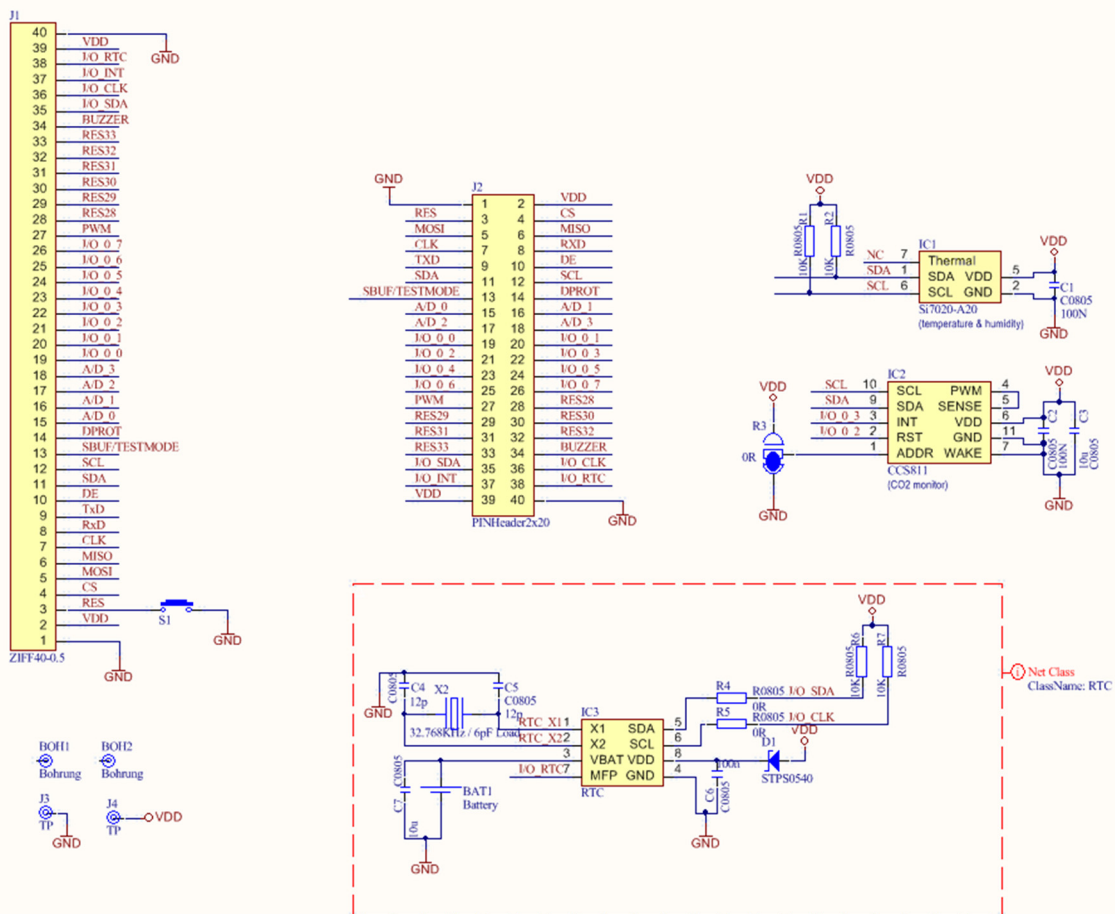 J1
40
39 VDD
38 I/O_RTC
37 I/O_INT
36 I/O_CLK
35 I/O_SDA
34 BUZZER
33 RES33
32 RES32
31 RES31
30 RES30
29 RES29
28 RES28
27 PWM
26 I/O_0_7
25 I/O_0_6
24 I/O_0_5
23 I/O_0_4
22 I/O_0_3
21 I/O_0_2
20 I/O_0_1
19 I/O_0_0
18 A/D_3
17 A/D_2
16 A/D_1
15 A/D_0
14 DPROT
13 SBUF/TESTMODE
12 SCL
11 SDA
10 DE
9 TxD
8 RxD
7 CLK
6 MISO
5 MOSI
4 CS
3 RES
2 VDD
1
ZIFF40-0.5
GND
S1
GND
GND
GND
J2
1 2 VDD
RES 3 4 CS
MOSI 5 6 MISO
CLK 7 8 RXD
TXD 9 10 DE
SDA 11 12 SCL
SBUF/TESTMODE 13 14 DPROT
A/D_0 15 16 A/D_1
A/D_2 17 18 A/D_3
I/O_0_0 19 20 I/O_0_1
I/O_0_2 21 22 I/O_0_3
I/O_0_4 23 24 I/O_0_5
I/O_0_6 25 26 I/O_0_7
PWM 27 28 RES28
RES29 29 30 RES30
RES31 31 32 RES32
RES33 33 34 BUZZER
I/O_SDA 35 36 I/O_CLK
I/O_INT 37 38 I/O_RTC
VDD 39 40
PINHeader2x20
GND
VDD
R1
R0805
10K
R2
R0805
10K
IC1
NC 7 Thermal
SDA 1 SDA VDD 5
SCL 6 SCL GND 2
Si7020-A20
(temperature & humidity)
VDD
C1
C0805
100N
GND
VDD
R3
0R
GND
IC2
SCL 10 SCL PWM 4
SDA 9 SDA SENSE 5
I/O_0_3 3 INT VDD 6
I/O_0_2 2 RST GND 11
1 ADDR WAKE 7
CCS811
(CO2 monitor)
VDD
C2
C0805
100N
C3
10u
C0805
GND
GND
C0805
C4
12p
X2
C5
C0805
12p
32.768KHz / 6pF Load
IC3
RTC_X1 1 X1 SDA 5
RTC_X2 2 X2 SCL 6
3 VBAT VDD 8
I/O_RTC 7 MFP GND 4
RTC
R4
R0805
0R
I/O_SDA
R5
R0805
0R
I/O_CLK
VDD
R6
R0805
10K
R7
R0805
10K
VDD
D1
STPS0540
100n
C6
C0805
GND
C0805
C7
10u
BAT1
Battery
GND
i Net Class
ClassName: RTC
BOH1
Bohrung
BOH2
Bohrung
J3
TP
GND
J4
TP
VDD